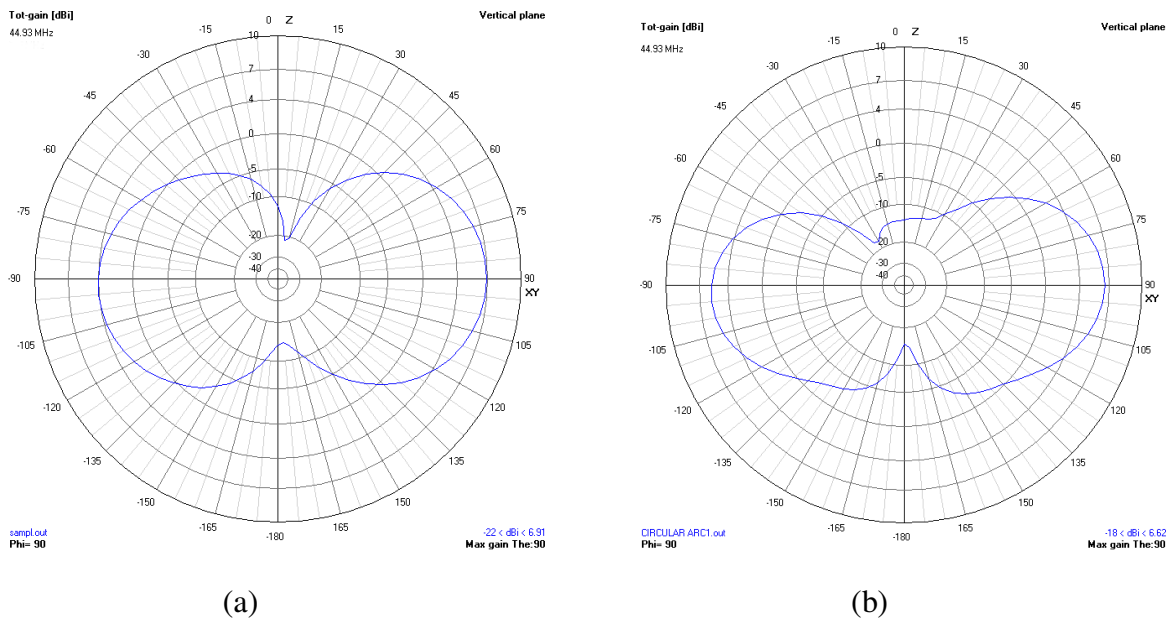 Tot-gain [dBi]
44.93 MHz
Vertical plane
0 Z
-15 15
-30 30
-45 45
-60 60
-75 75
-90 90
XY
-105 105
-120 120
-135 135
-150 150
-165 165
-180
10
7
4
0
-5
-10
-20
-30
-40
sampl.out
Phi= 90
-22 < dBi < 6.91
Max gain The:90
(a)
Tot-gain [dBi]
44.93 MHz
Vertical plane
0 Z
-15 15
-30 30
-45 45
-60 60
-75 75
-90 90
XY
-105 105
-120 120
-135 135
-150 150
-165 165
-180
10
7
4
0
-5
-10
-20
-30
-40
CIRCULAR ARC1.out
Phi= 90
-18 < dBi < 6.62
Max gain The:90
(b)